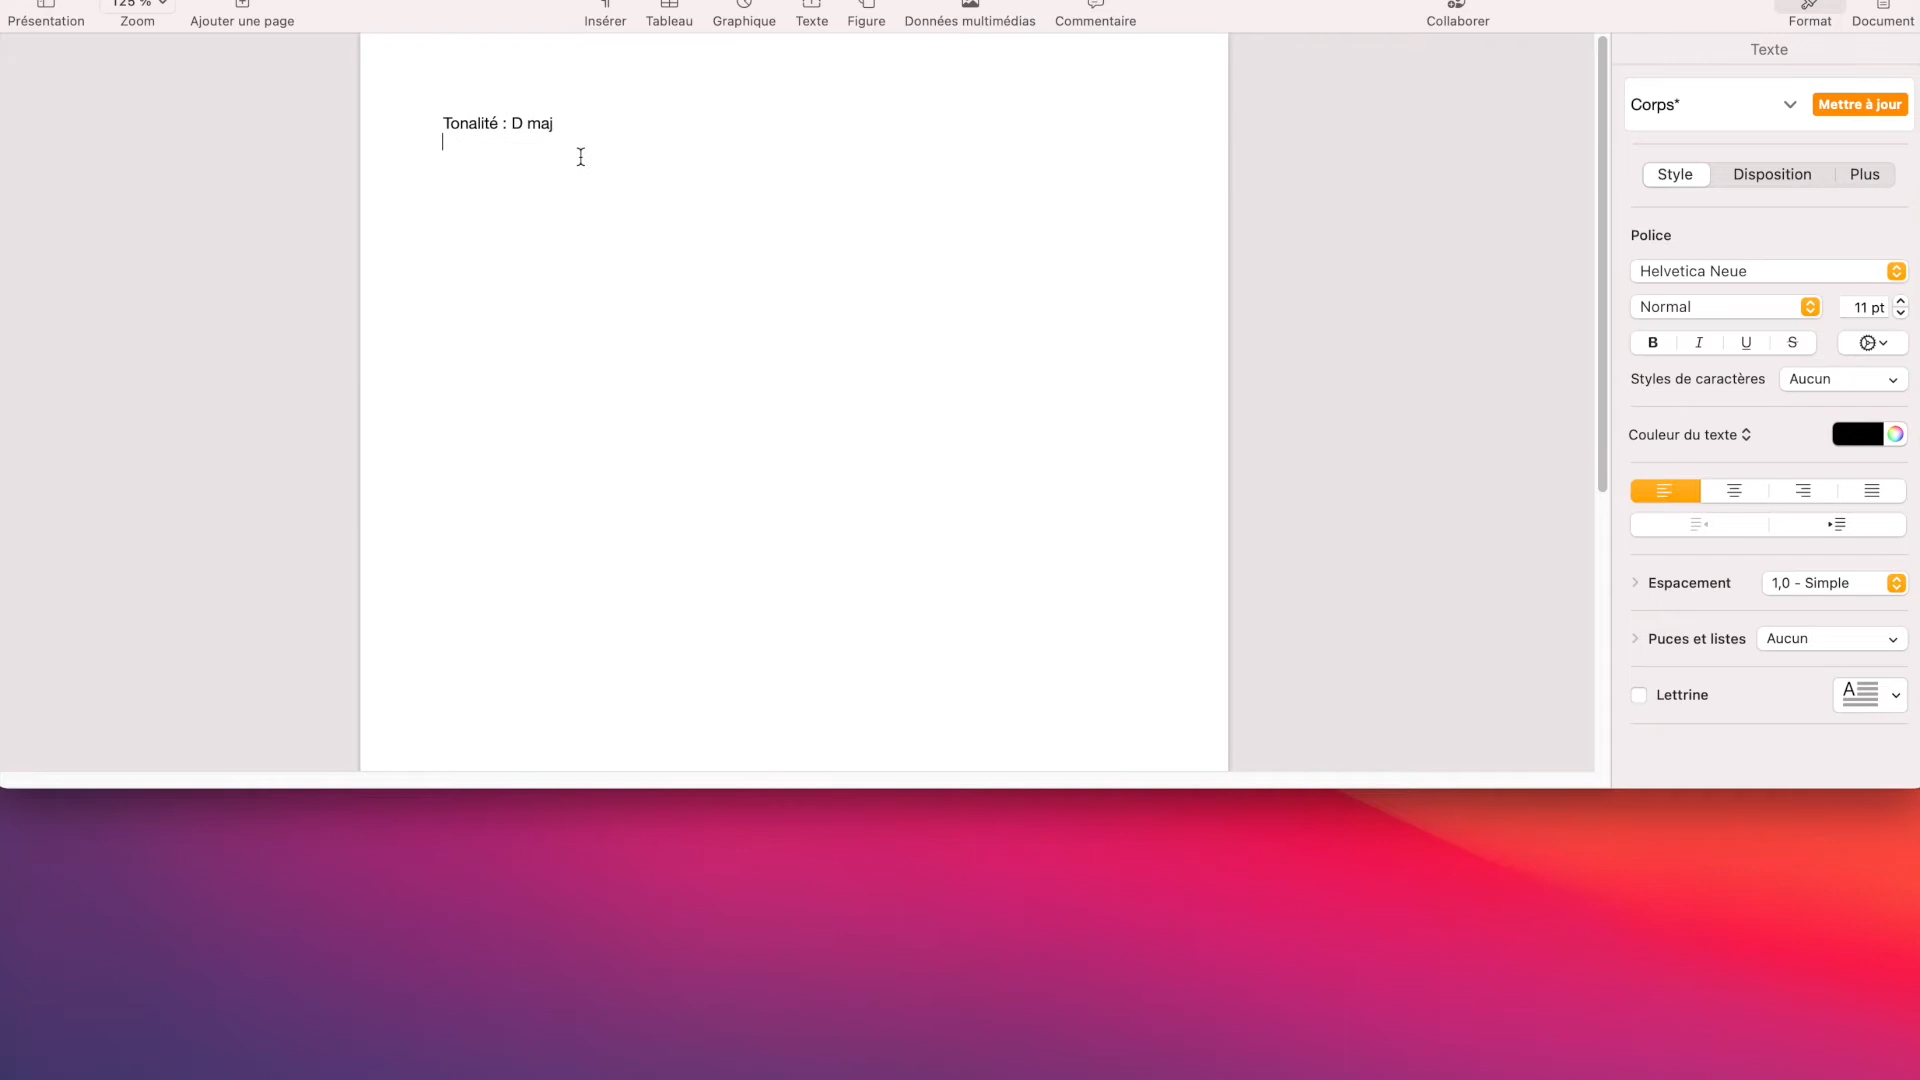 125 %
Présentation Zoom Ajouter une page Insérer Tableau Graphique Texte Figure Données multimédias Commentaire Collaborer Format Document
Texte
Corps* Mettre à jour
Style Disposition Plus
Police
Helvetica Neue
Normal 11 pt
B I U S
Styles de caractères Aucun
Couleur du texte
Espacement 1,0 - Simple
Puces et listes Aucun
Lettrine A
Tonalité : D maj